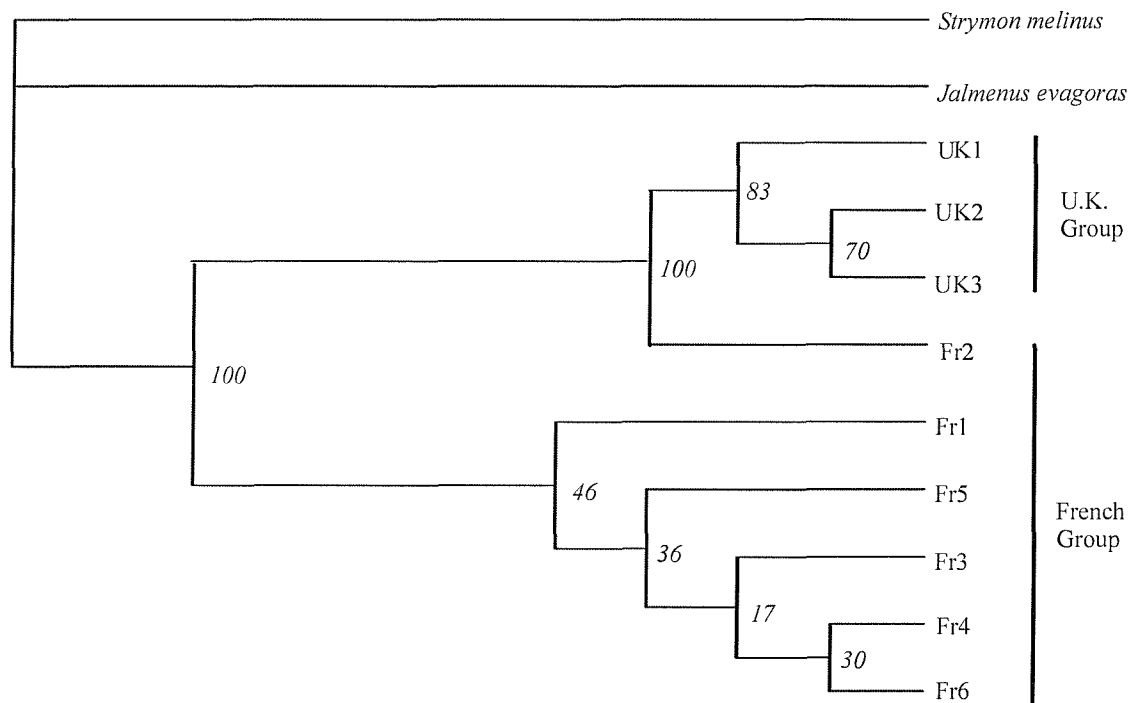 Strymon melinus
Jalmenus evagoras
UK1
83
UK2
U.K.
Group
70
100
UK3
Fr2
100
Fr1
46
Fr5
French
Group
36
Fr3
17
Fr4
30
Fr6